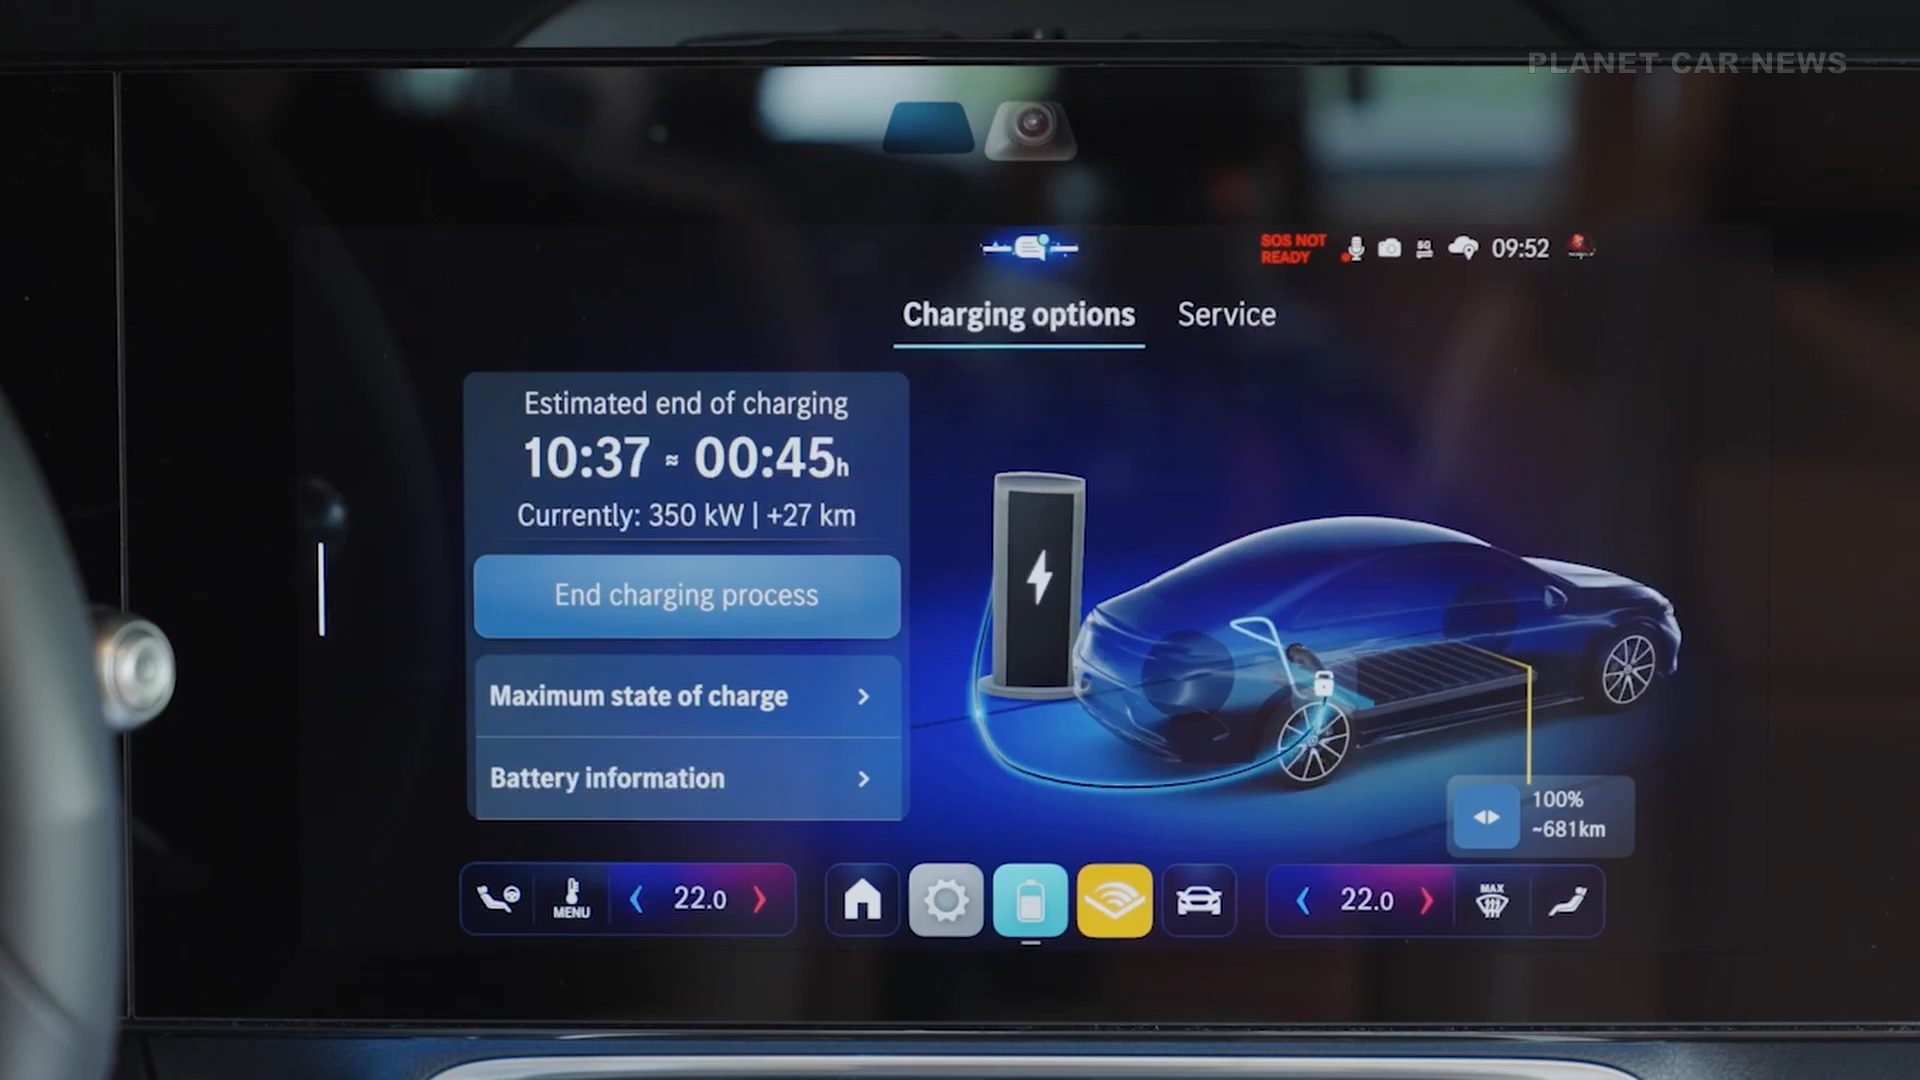 PLANET CAR NEWS
SOS NOT
READY
5G
09:52
Charging options
Service
Estimated end of charging
10:37 ≈ 00:45h
Currently: 350 kW | +27 km
End charging process
Maximum state of charge
Battery information
100%
~681km
MENU
22.0
22.0
MAX